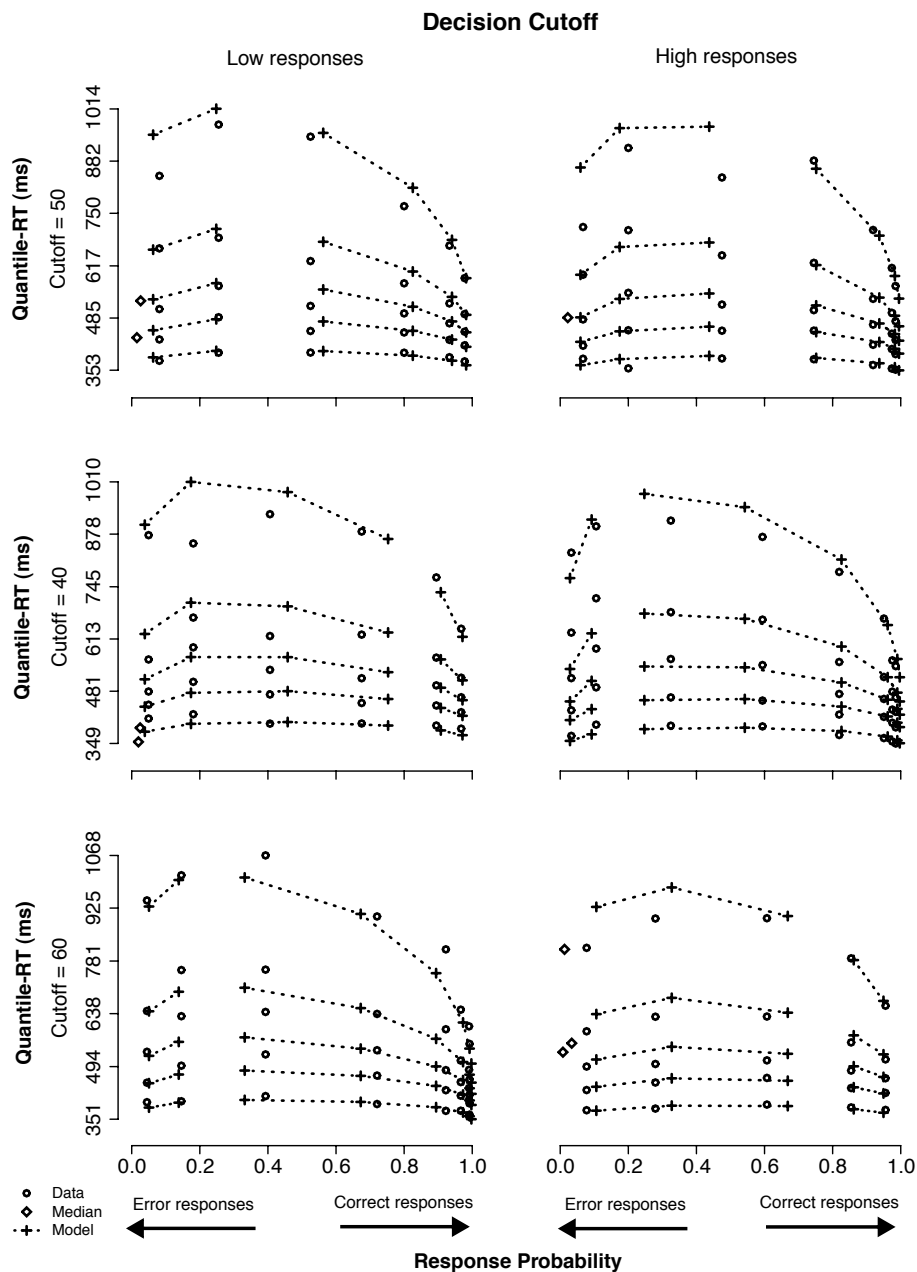 Decision Cutoff
Low responses
High responses
Quantile-RT (ms)
Cutoff = 50
1014
882
750
617
485
353
Quantile-RT (ms)
Cutoff = 40
1010
878
745
613
481
349
Quantile-RT (ms)
Cutoff = 60
1068
925
781
638
494
351
0.0 0.2 0.4 0.6 0.8 1.0
0.0 0.2 0.4 0.6 0.8 1.0
Data
Median
Model
Error responses
Correct responses
Error responses
Correct responses
Response Probability